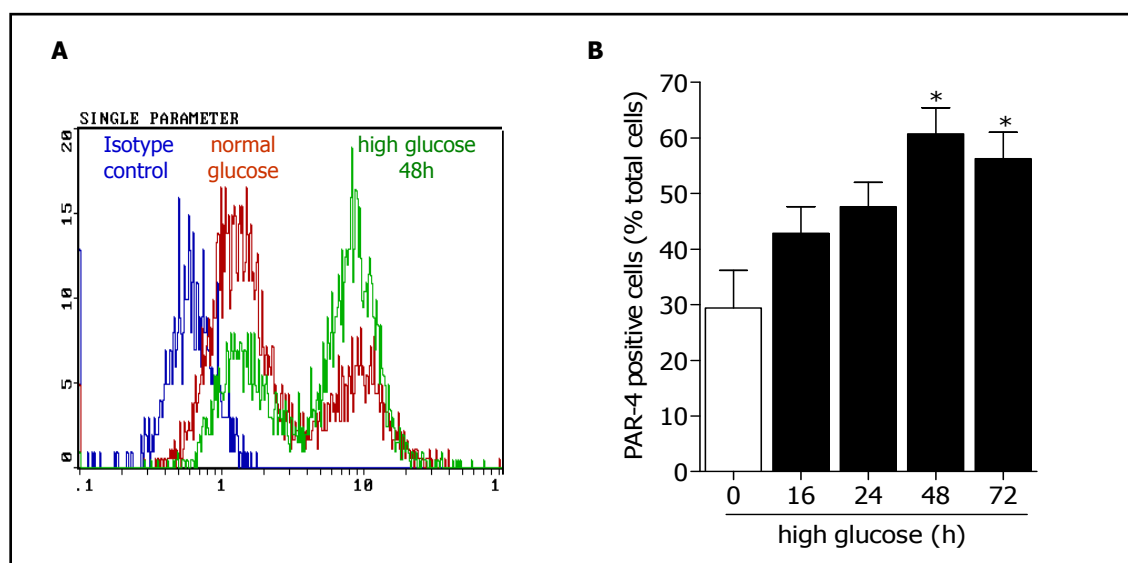 A
SINGLE PARAMETER
Isotype control
normal glucose
high glucose 48h
20
15
10
5
0
.1
1
10
1
B
PAR-4 positive cells (% total cells)
70
60
50
40
30
20
10
0
*
*
0 16 24 48 72
high glucose (h)